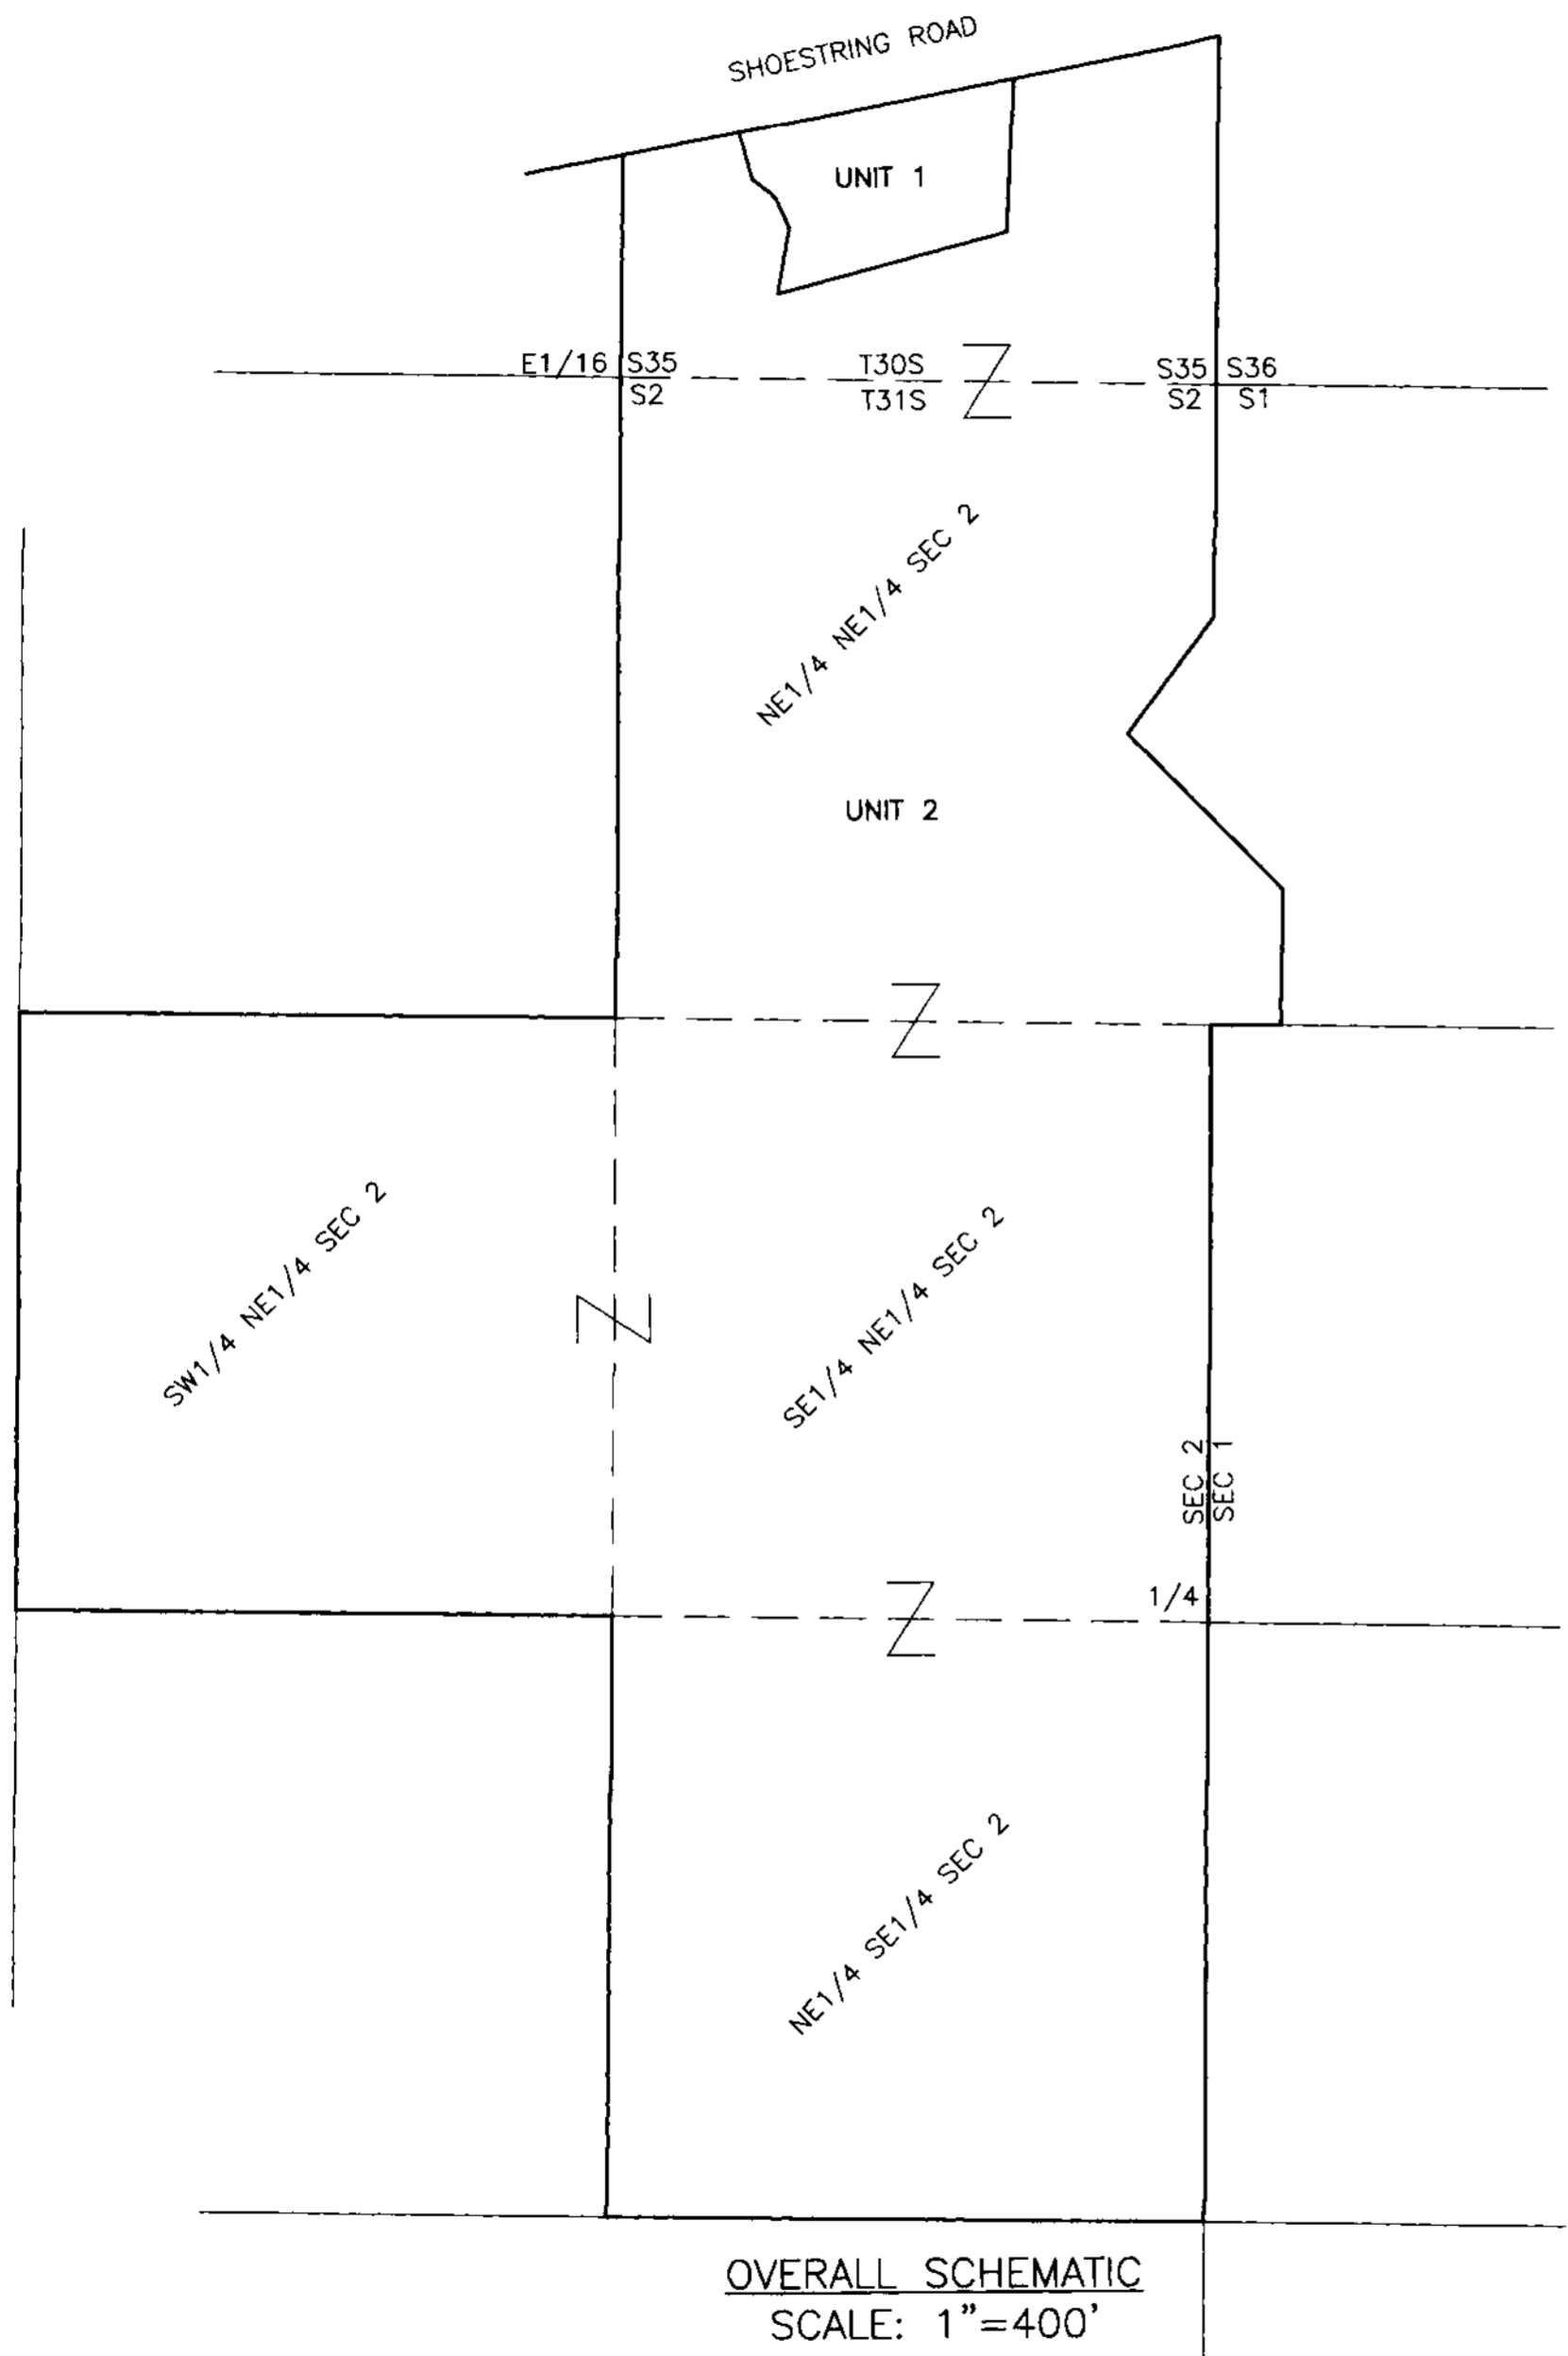 SHOESTRING ROAD
UNIT 1
E1/16 S35 T30S S35 S36
S2 T31S S2 S1
NE1/4 NE1/4 SEC 2
UNIT 2
SW1/4 NE1/4 SEC 2
SE1/4 NE1/4 SEC 2
SEC 2
SEC 1
1/4
NE1/4 SE1/4 SEC 2
OVERALL SCHEMATIC
SCALE: 1"=400'